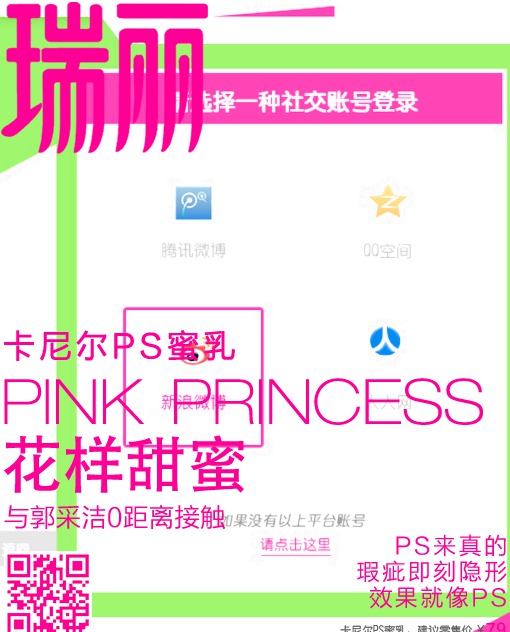 瑞丽
请选择一种社交账号登录
腾讯微博
QQ空间
卡尼尔PS蜜乳
新浪微博
人人网
PINK PRINCESS
花样甜蜜
与郭采洁0距离接触
如果没有以上平台账号
请点击这里
PS来真的
瑕疵即刻隐形
效果就像PS
卡尼尔PS蜜乳，建议零售价 ¥79